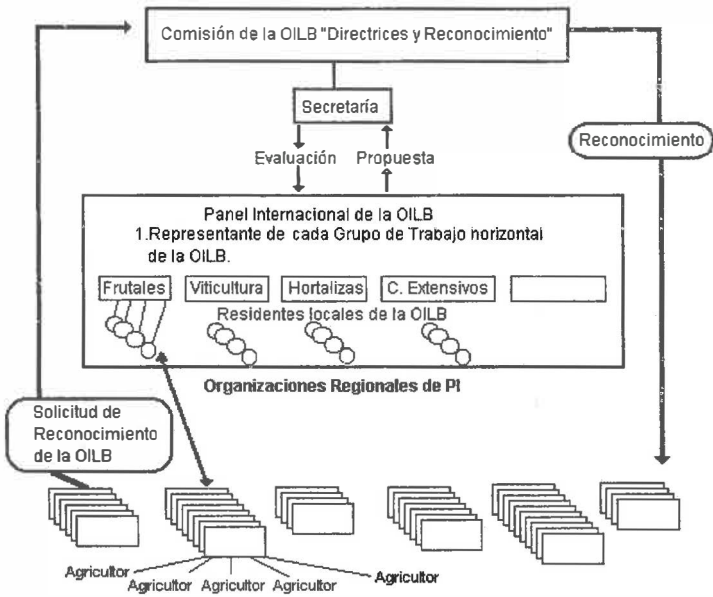 Comisión de la OILB "Directrices y Reconocimiento"
Secretaría
Evaluación Propuesta
Reconocimiento
Panel Internacional de la OILB
1.Representante de cada Grupo de Trabajo horizontal
de la OILB.
Frutales Viticultura Hortalizas C. Extensivos
Residentes locales de la OILB
Organizaciones Regionales de PI
Solicitud de
Reconocimiento
de la OILB
Agricultor Agricultor Agricultor Agricultor Agricultor